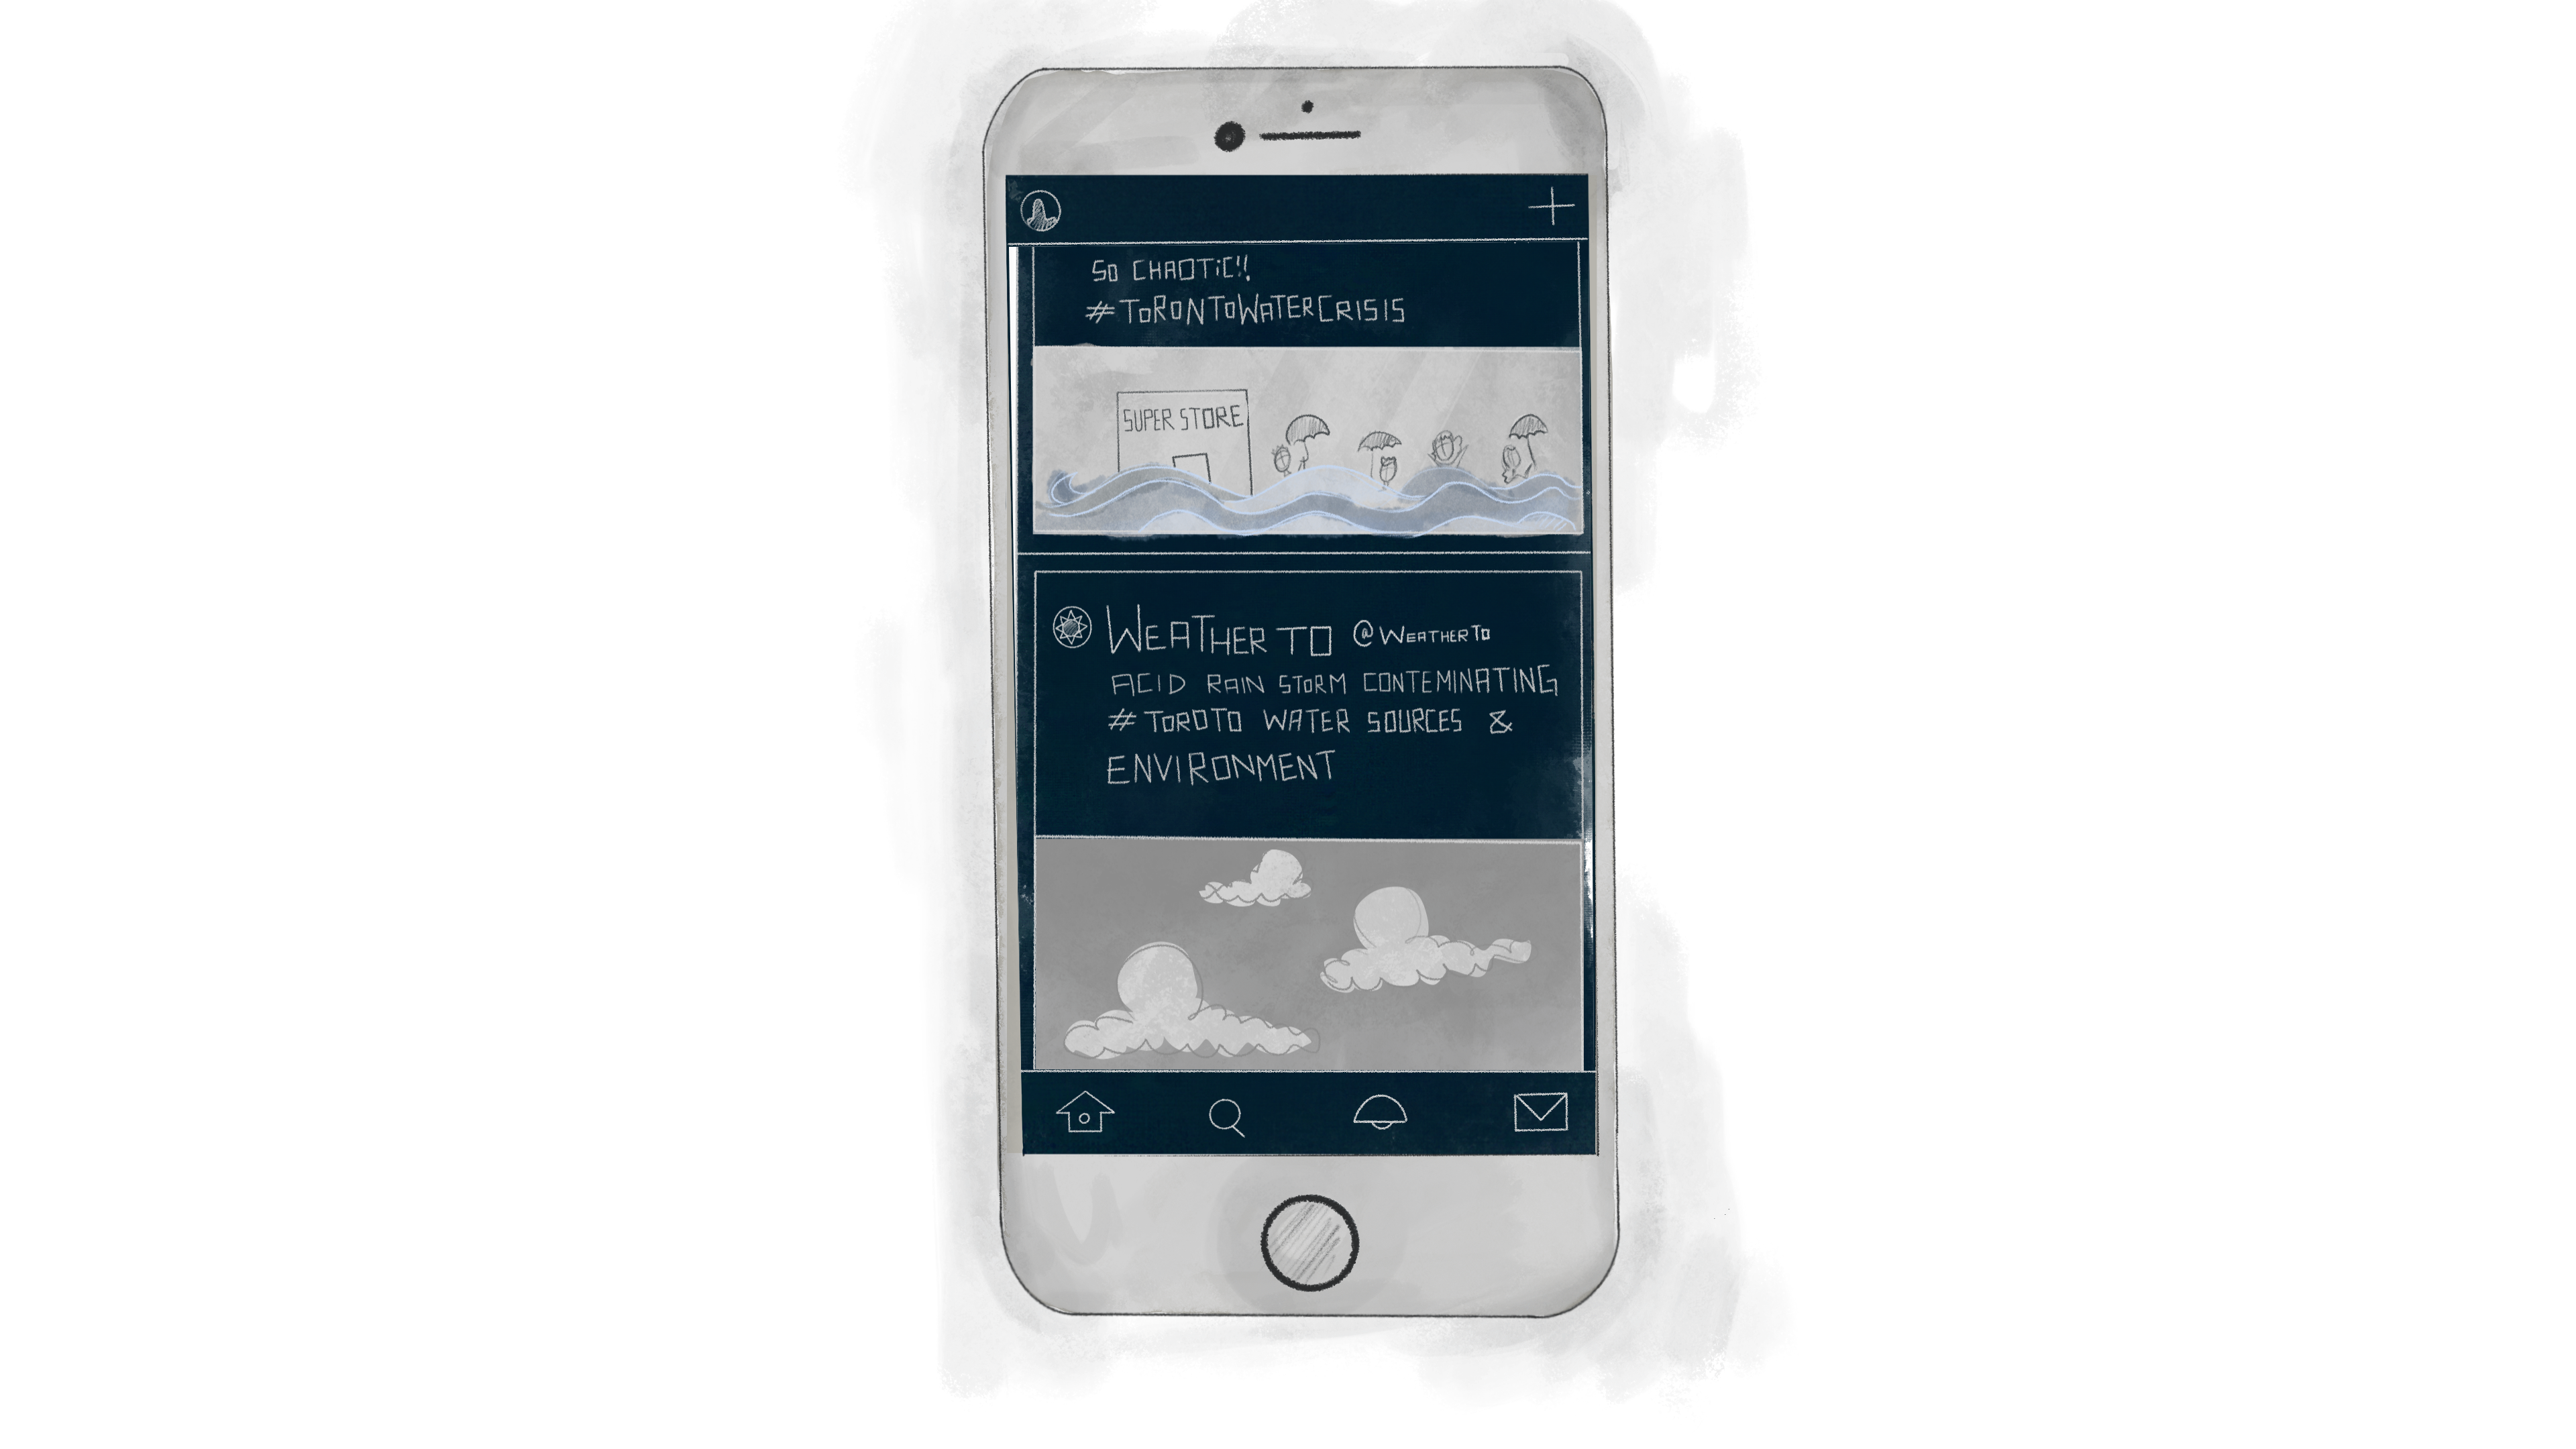 SO CHAOTIC!!
#TORONTOWATERCRISIS
SUPER STORE
WEATHER TO @WEATHERTO
ACID RAIN STORM CONTEMINATING
#TOROTO WATER SOURCES &
ENVIRONMENT